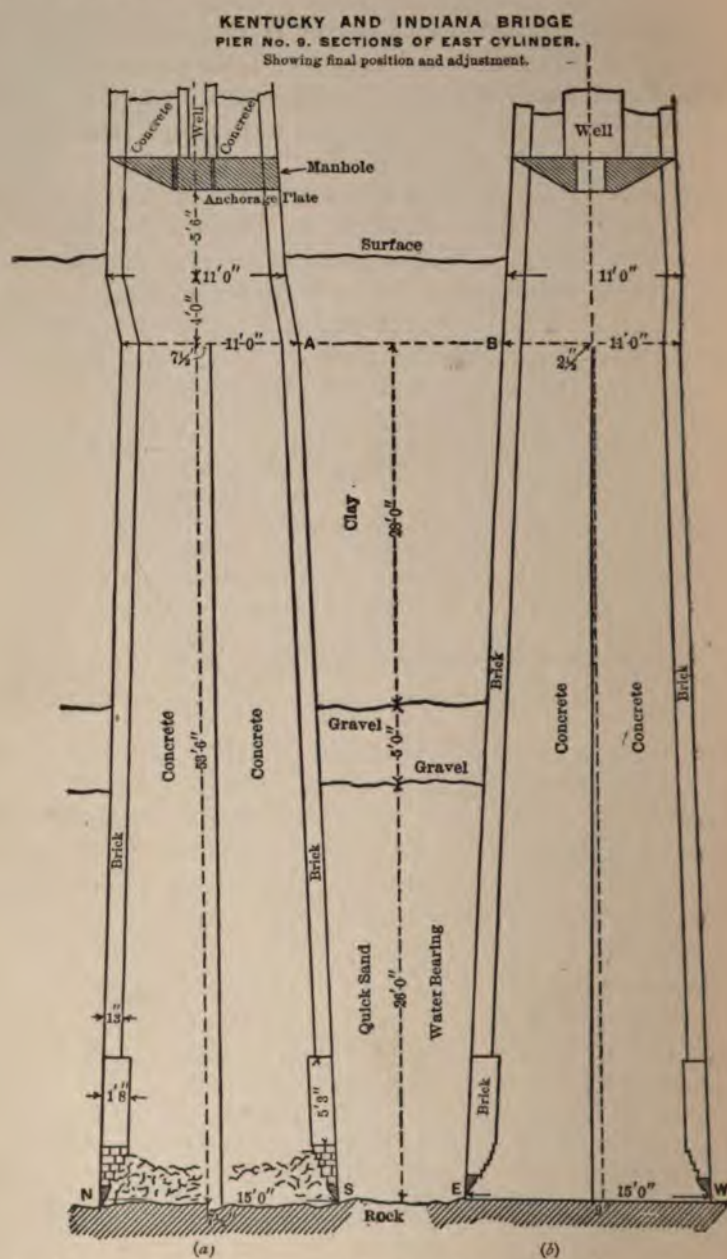 KENTUCKY AND INDIANA BRIDGE
PIER No. 9. SECTIONS OF EAST CYLINDER.
Showing final position and adjustment.
Concrete
Well
Concrete
Well
Manhole
Anchorage Plate
5'6"
Surface
11'0"
11'0"
4'-0"
7½"
11'-0"
A
B
2½"
11'-0"
Clay
28'-0"
Brick
Brick
Concrete
53'6"
Concrete
Concrete
Concrete
Gravel
5'0"
Gravel
Brick
Brick
Quick Sand
26'-0"
Water Bearing
13"
1'8"
5'3"
Brick
N
15'0"
S
E
15'0"
W
Rock
(a)
(b)